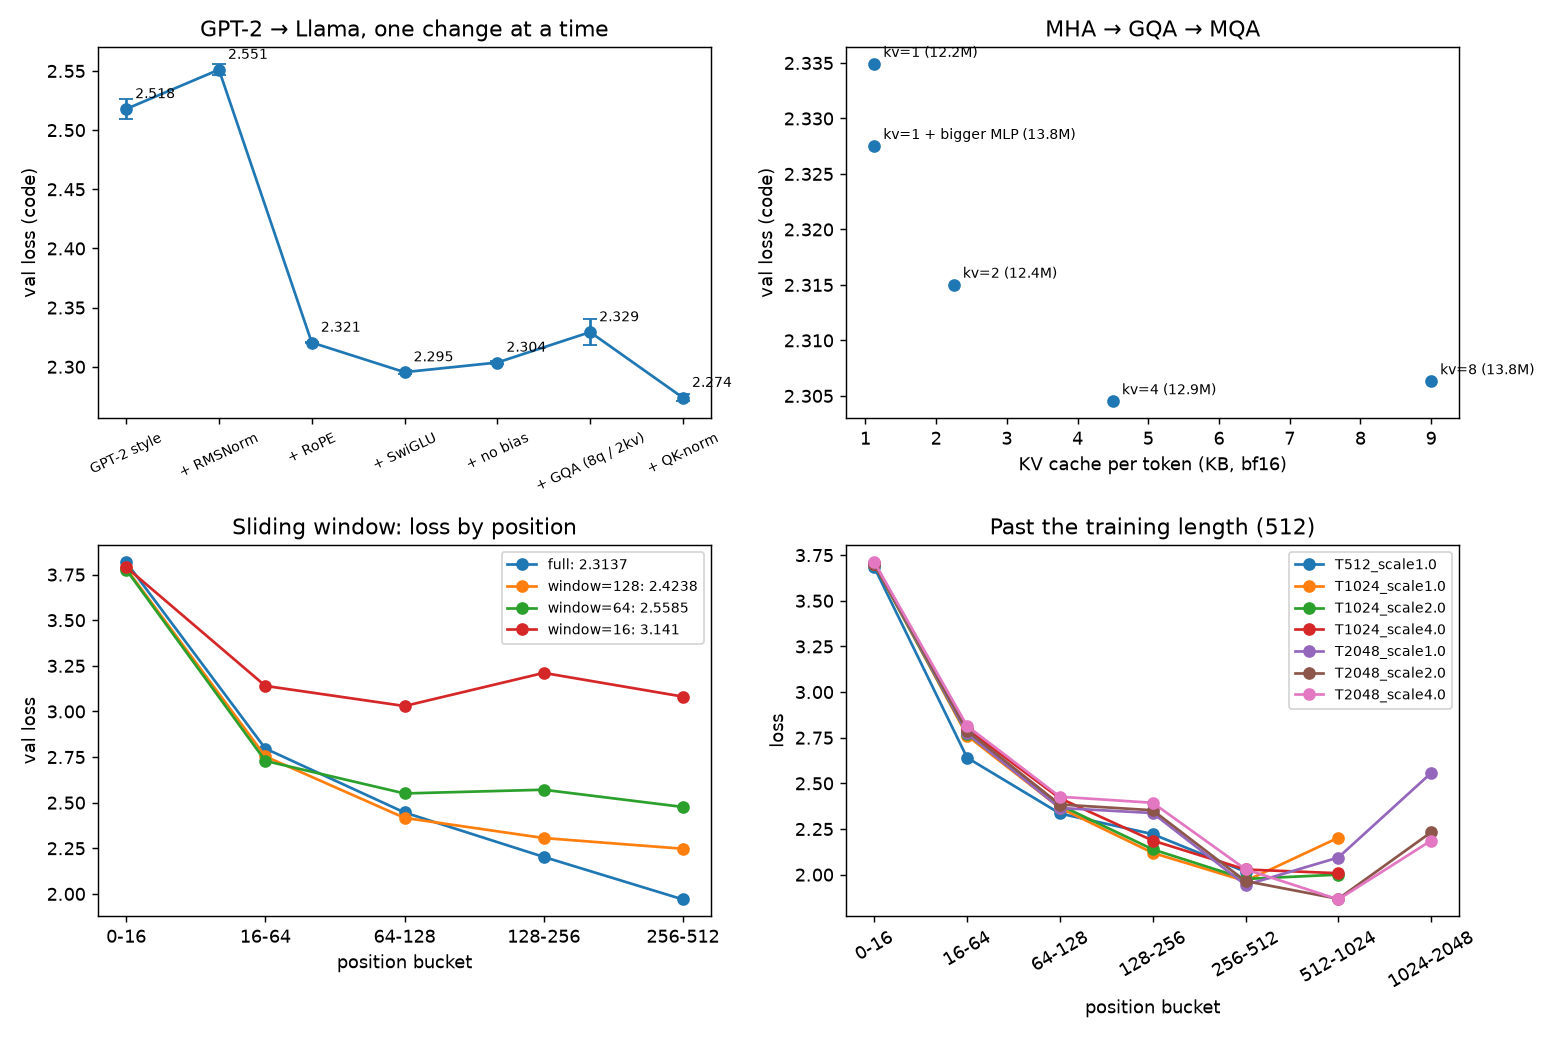 GPT-2 → Llama, one change at a time
val loss (code)
2.55
2.50
2.45
2.40
2.35
2.30
2.518
2.551
2.321
2.295
2.304
2.329
2.274
GPT-2 style
+ RMSNorm
+ RoPE
+ SwiGLU
+ no bias
+ GQA (8q / 2kv)
+ QK-norm
MHA → GQA → MQA
val loss (code)
2.335
2.330
2.325
2.320
2.315
2.310
2.305
kv=1 (12.2M)
kv=1 + bigger MLP (13.8M)
kv=2 (12.4M)
kv=4 (12.9M)
kv=8 (13.8M)
1 2 3 4 5 6 7 8 9
KV cache per token (KB, bf16)
Sliding window: loss by position
val loss
3.75
3.50
3.25
3.00
2.75
2.50
2.25
2.00
full: 2.3137
window=128: 2.4238
window=64: 2.5585
window=16: 3.141
0-16 16-64 64-128 128-256 256-512
position bucket
Past the training length (512)
loss
3.75
3.50
3.25
3.00
2.75
2.50
2.25
2.00
T512_scale1.0
T1024_scale1.0
T1024_scale2.0
T1024_scale4.0
T2048_scale1.0
T2048_scale2.0
T2048_scale4.0
0-16
16-64
64-128
128-256
256-512
512-1024
1024-2048
position bucket